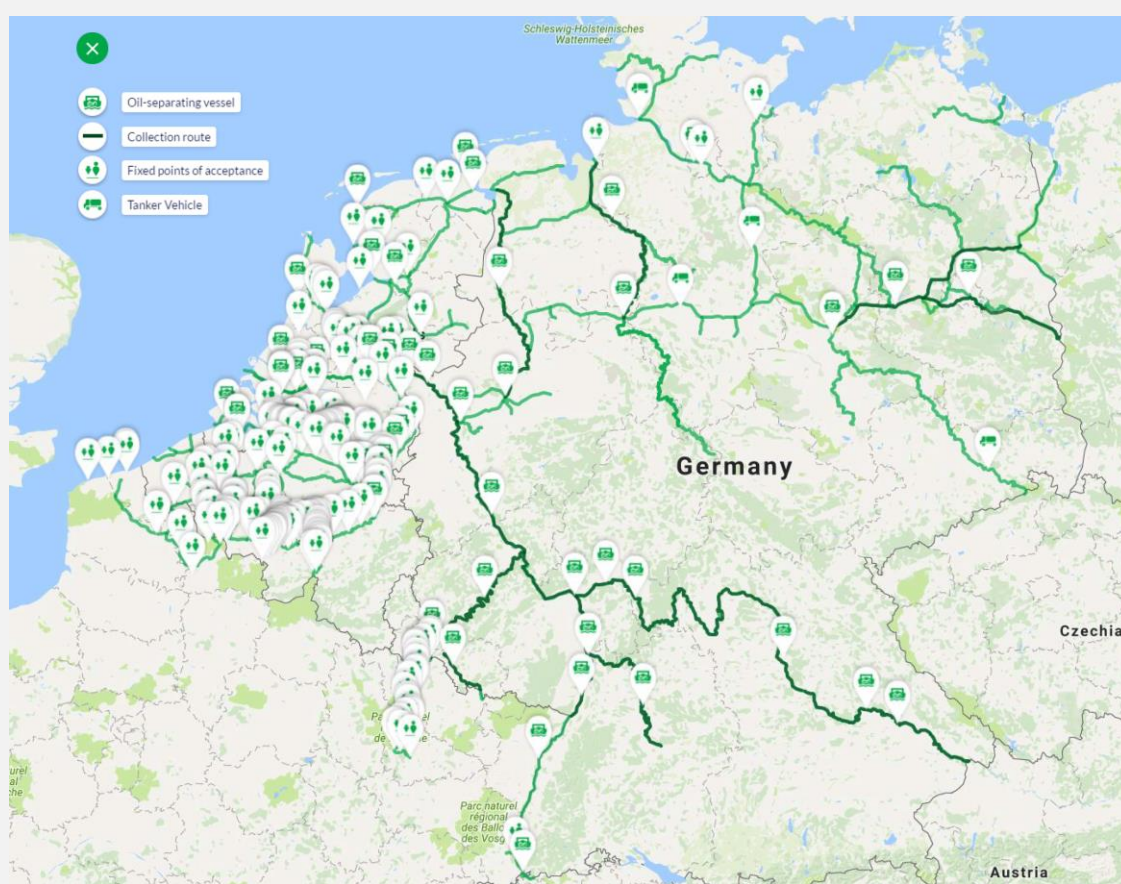 Schleswig-Holsteinisches
Wattenmeer
Oil-separating vessel
Collection route
Fixed points of acceptance
Tanker Vehicle
Germany
Czechia
Parc naturel
régional
des Ballons
des Vosges
Austria